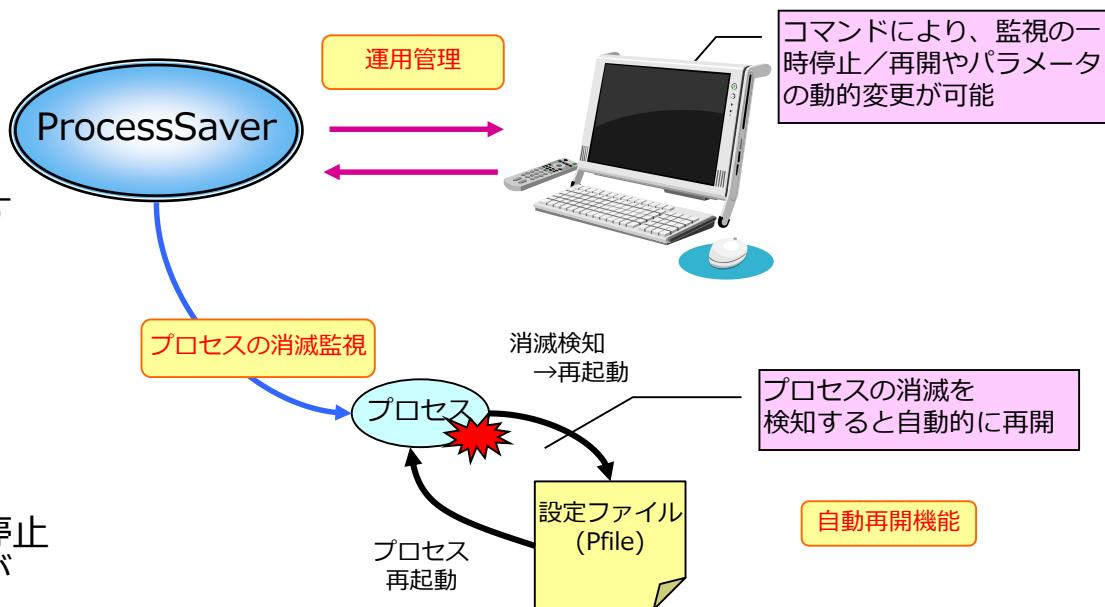 運用管理
コマンドにより、監視の一
時停止／再開やパラメータ
の動的変更が可能
ProcessSaver
プロセスの消滅監視
消滅検知
→再起動
プロセス
プロセスの消滅を
検知すると自動的に再開
設定ファイル
(Pfile)
自動再開機能
プロセス
再起動
停止
が